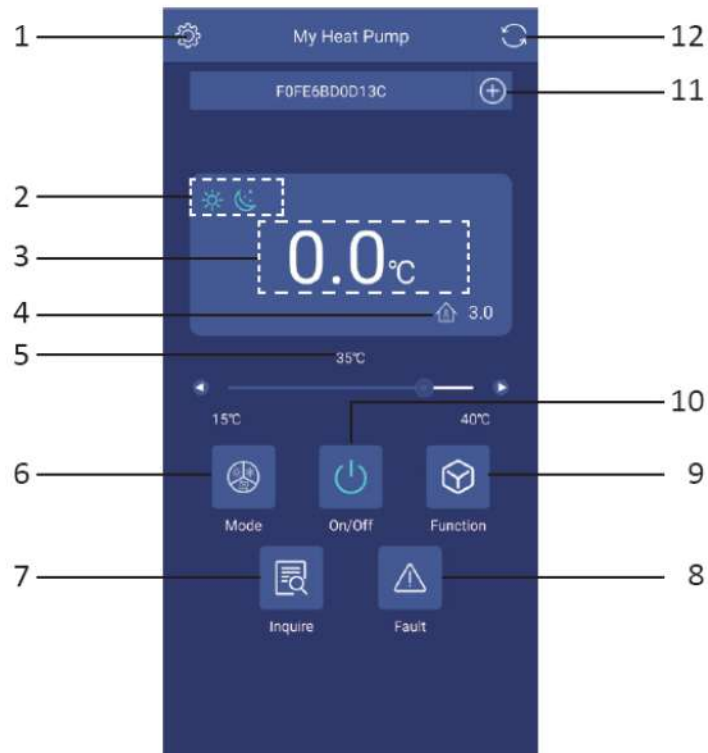 1 My Heat Pump 12
F0FE6BD0D13C 11
2
3 0.0℃
4 3.0
5 35℃
15℃ 40℃ 10
6 9
Mode On/Off Function
7 8
Inquire Fault